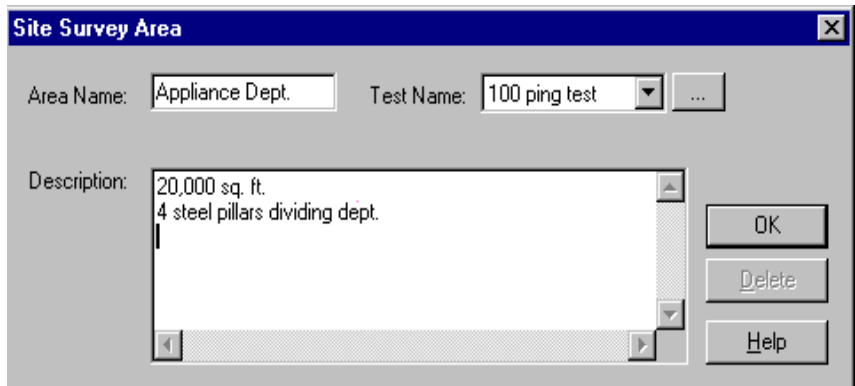 Site Survey Area
Area Name: Appliance Dept. Test Name: 100 ping test ...
Description: 20,000 sq. ft.
4 steel pillars dividing dept.
OK
Delete
Help